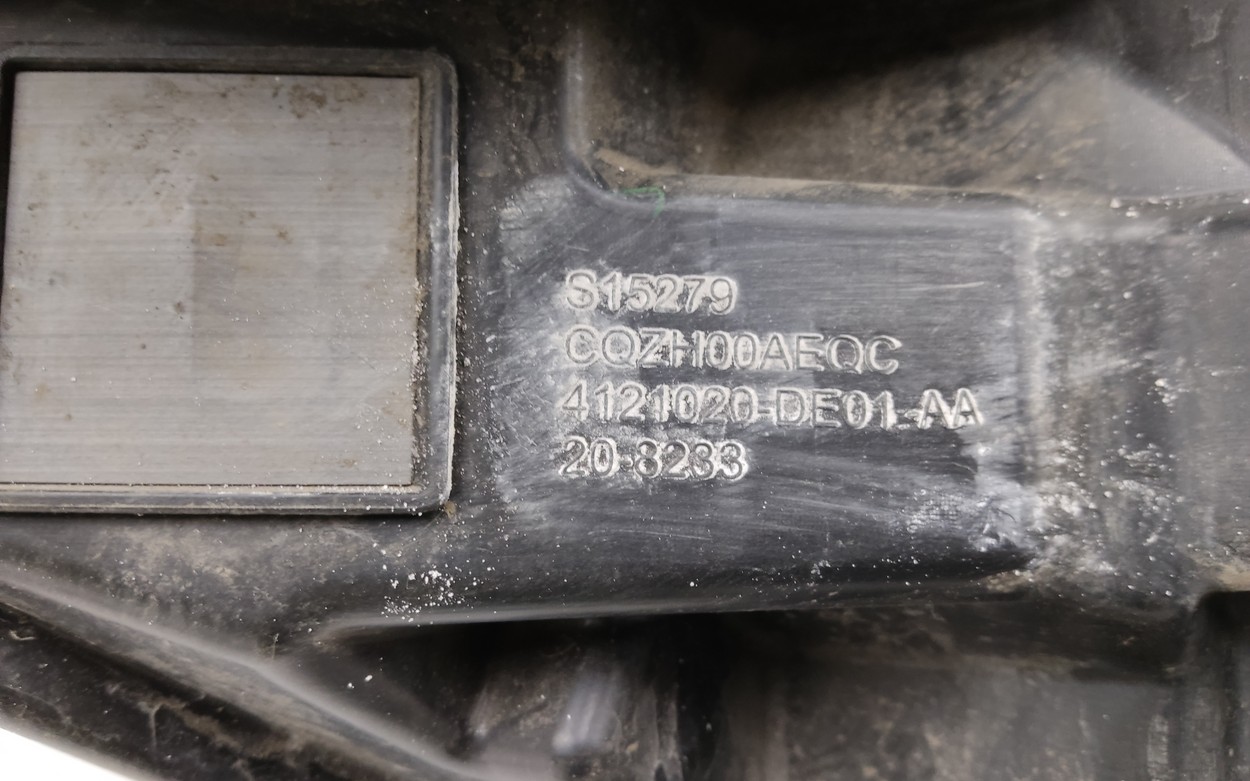 S15279
CQZH00AEQC
4121020-DE01-AA
20-8233